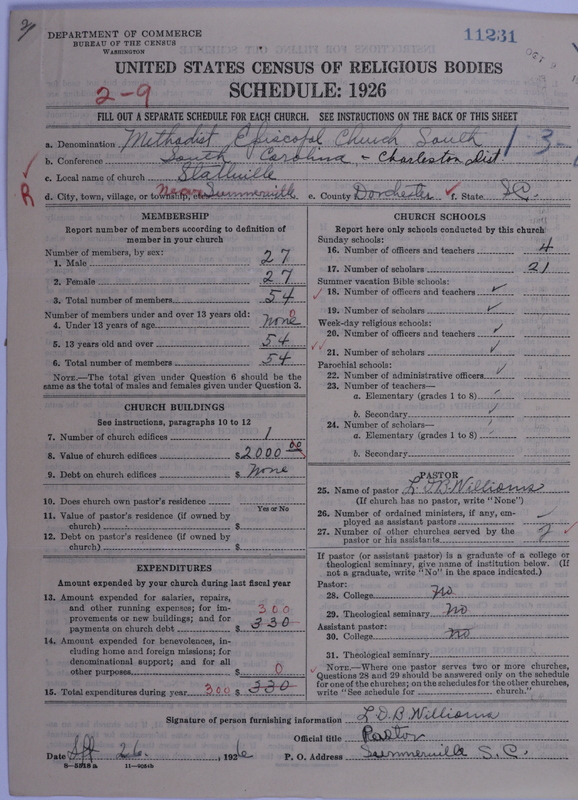 DEPARTMENT OF COMMERCE
BUREAU OF THE CENSUS
WASHINGTON
11231
UNITED STATES CENSUS OF RELIGIOUS BODIES
2-9
SCHEDULE: 1926
FILL OUT A SEPARATE SCHEDULE FOR EACH CHURCH. SEE INSTRUCTIONS ON THE BACK OF THIS SHEET
a. Denomination Methodist Episcopal Church South 1 3-
b. Conference South Carolina - Charleston Dist.
c. Local name of church Slattville
R d. City, town, village, or township, Near Summerville e. County Dorchester f. State S.C.
MEMBERSHIP
Report number of members according to definition of
member in your church
Number of members, by sex:
1. Male 27
2. Female 27
3. Total number of members 54
Number of members under and over 13 years old:
4. Under 13 years of age none
5. 13 years old and over 54
6. Total number of members 54
NOTE.—The total given under Question 6 should be the
same as the total of males and females given under Question 3.
CHURCH BUILDINGS
See instructions, paragraphs 10 to 12
7. Number of church edifices 1
8. Value of church edifices $2000 00
9. Debt on church edifices $ none
10. Does church own pastor's residence
Yes or No
11. Value of pastor's residence (if owned by
church) $
12. Debt on pastor's residence (if owned by
church) $
EXPENDITURES
Amount expended by your church during last fiscal year
13. Amount expended for salaries, repairs,
and other running expenses; for im- 300
provements or new buildings; and for
payments on church debt $ 330
14. Amount expended for benevolences, in-
cluding home and foreign missions; for
denominational support; and for all
other purposes $ 0
15. Total expenditures during year 300 $ 330
CHURCH SCHOOLS
Report here only schools conducted by this church
Sunday schools:
16. Number of officers and teachers 4
17. Number of scholars 21
Summer vacation Bible schools:
18. Number of officers and teachers ✓
19. Number of scholars ✓
Week-day religious schools:
20. Number of officers and teachers ✓
21. Number of scholars ✓
Parochial schools:
22. Number of administrative officers ✓
23. Number of teachers—
a. Elementary (grades 1 to 8)
b. Secondary
24. Number of scholars—
a. Elementary (grades 1 to 8)
b. Secondary
PASTOR
25. Name of pastor L D B Williams
(If church has no pastor, write "None")
26. Number of ordained ministers, if any, em-
ployed as assistant pastors
27. Number of other churches served by the
pastor or his assistants
If pastor (or assistant pastor) is a graduate of a college or
theological seminary, give name of institution below. (If
not a graduate, write "No" in the space indicated.)
Pastor:
28. College no
29. Theological seminary no
Assistant pastor:
30. College no
31. Theological seminary
NOTE.—Where one pastor serves two or more churches,
Questions 28 and 29 should be answered only on the schedule
for one of the churches; on the schedules for the other churches,
write "See schedule for church."
Signature of person furnishing information L D B Williams
Official title Pastor
Date 26, 1926 P. O. Address Summerville S. C.
8-5318 a